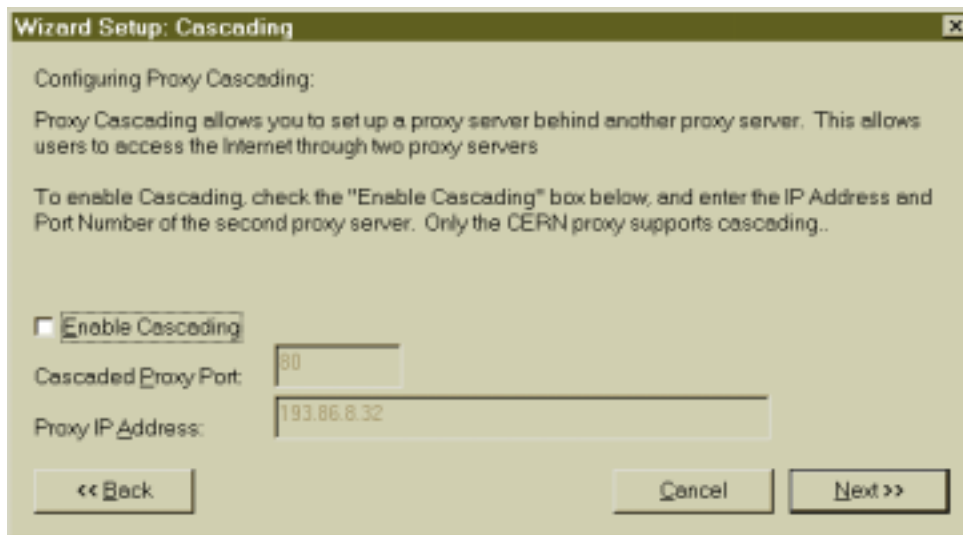 Wizard Setup: Cascading
Configuring Proxy Cascading:
Proxy Cascading allows you to set up a proxy server behind another proxy server. This allows
users to access the Internet through two proxy servers
To enable Cascading, check the "Enable Cascading" box below, and enter the IP Address and
Port Number of the second proxy server. Only the CERN proxy supports cascading..
Enable Cascading
Cascaded Proxy Port: 80
Proxy IP Address: 193.86.8.32
<< Back Cancel Next >>